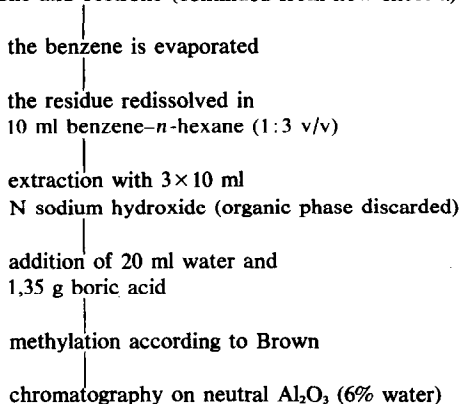 the benzene is evaporated
the residue redissolved in
10 ml benzene–n-hexane (1:3 v/v)
extraction with 3×10 ml
N sodium hydroxide (organic phase discarded)
addition of 20 ml water and
1,35 g boric acid
methylation according to Brown
chromatography on neutral Al₂O₃ (6% water)